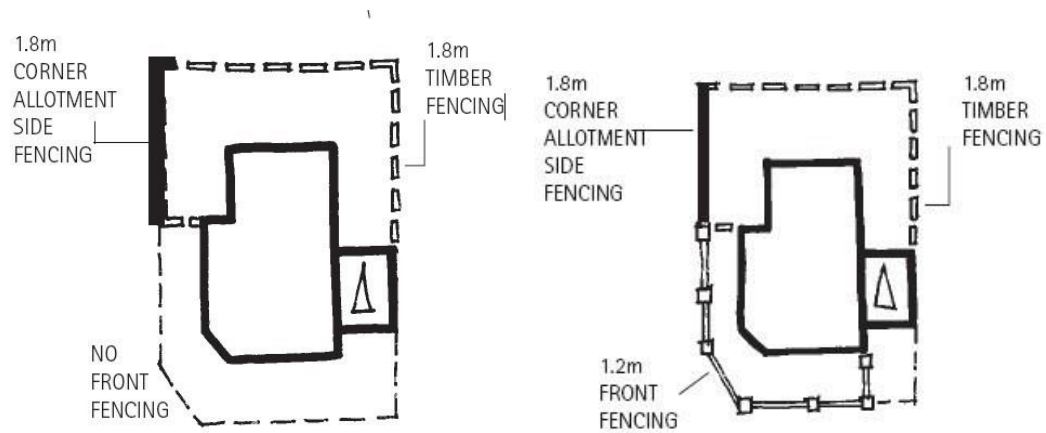 1.8m
CORNER
ALLOTMENT
SIDE
FENCING
1.8m
TIMBER
FENCING
NO
FRONT
FENCING
1.8m
CORNER
ALLOTMENT
SIDE
FENCING
1.8m
TIMBER
FENCING
1.2m
FRONT
FENCING